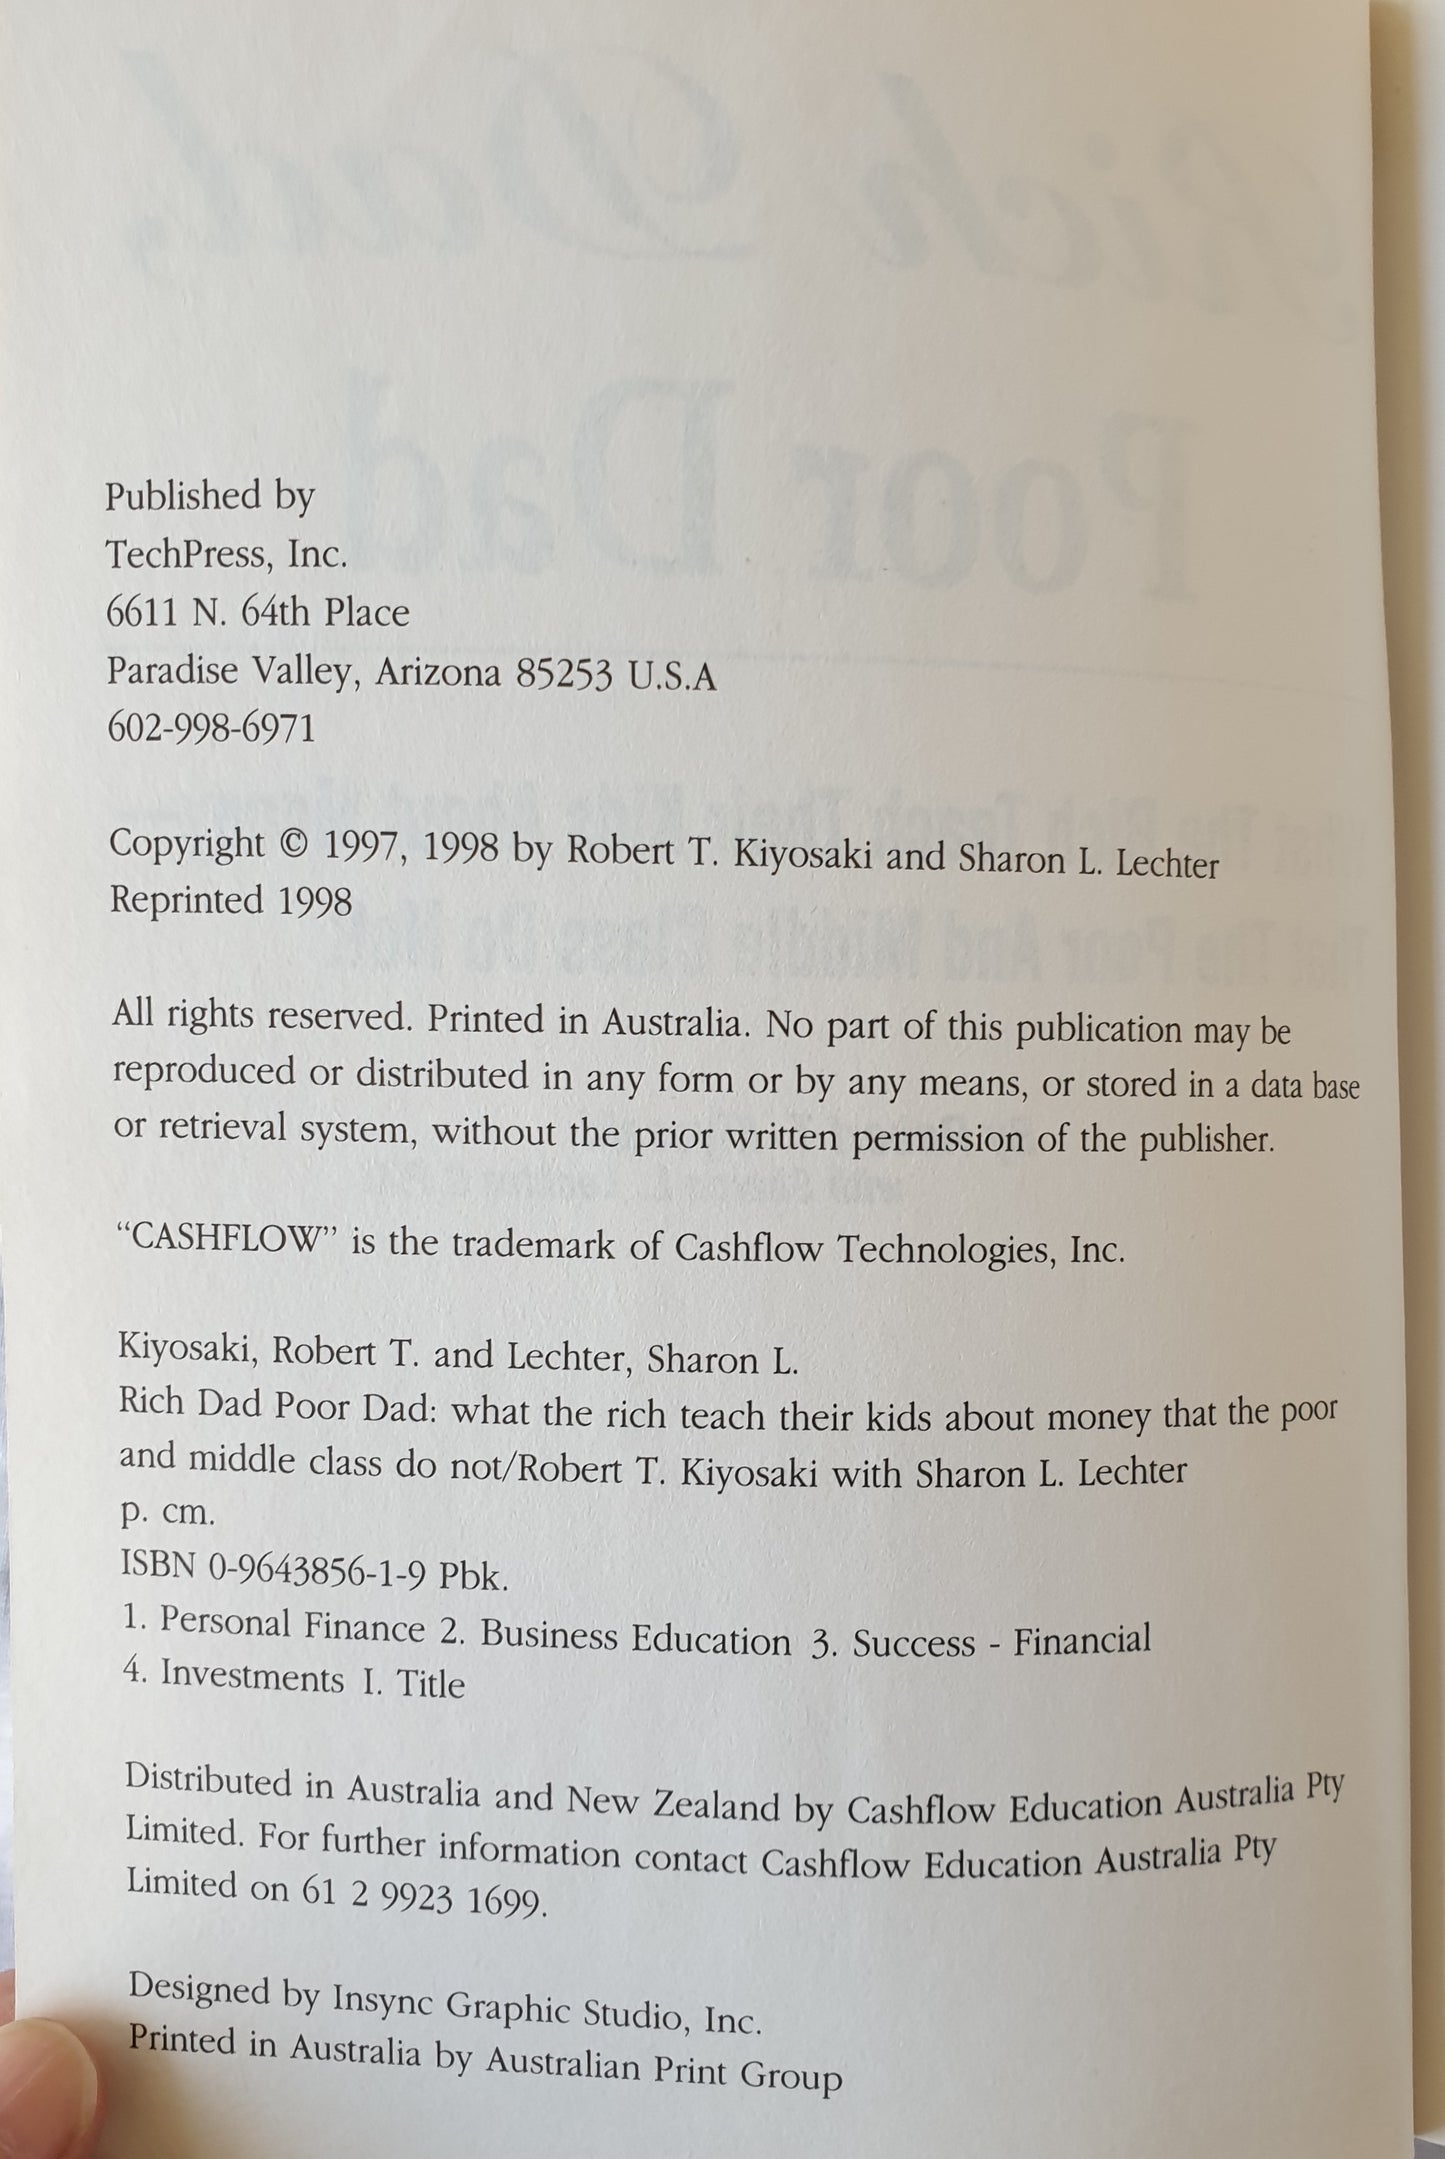 Published by
TechPress, Inc.
6611 N. 64th Place
Paradise Valley, Arizona 85253 U.S.A
602-998-6971
Copyright © 1997, 1998 by Robert T. Kiyosaki and Sharon L. Lechter
Reprinted 1998
All rights reserved. Printed in Australia. No part of this publication may be
reproduced or distributed in any form or by any means, or stored in a data base
or retrieval system, without the prior written permission of the publisher.
“CASHFLOW” is the trademark of Cashflow Technologies, Inc.
Kiyosaki, Robert T. and Lechter, Sharon L.
Rich Dad Poor Dad: what the rich teach their kids about money that the poor
and middle class do not/Robert T. Kiyosaki with Sharon L. Lechter
p. cm.
ISBN 0-9643856-1-9 Pbk.
1. Personal Finance 2. Business Education 3. Success - Financial
4. Investments I. Title
Distributed in Australia and New Zealand by Cashflow Education Australia Pty
Limited. For further information contact Cashflow Education Australia Pty
Limited on 61 2 9923 1699.
Designed by Insync Graphic Studio, Inc.
Printed in Australia by Australian Print Group